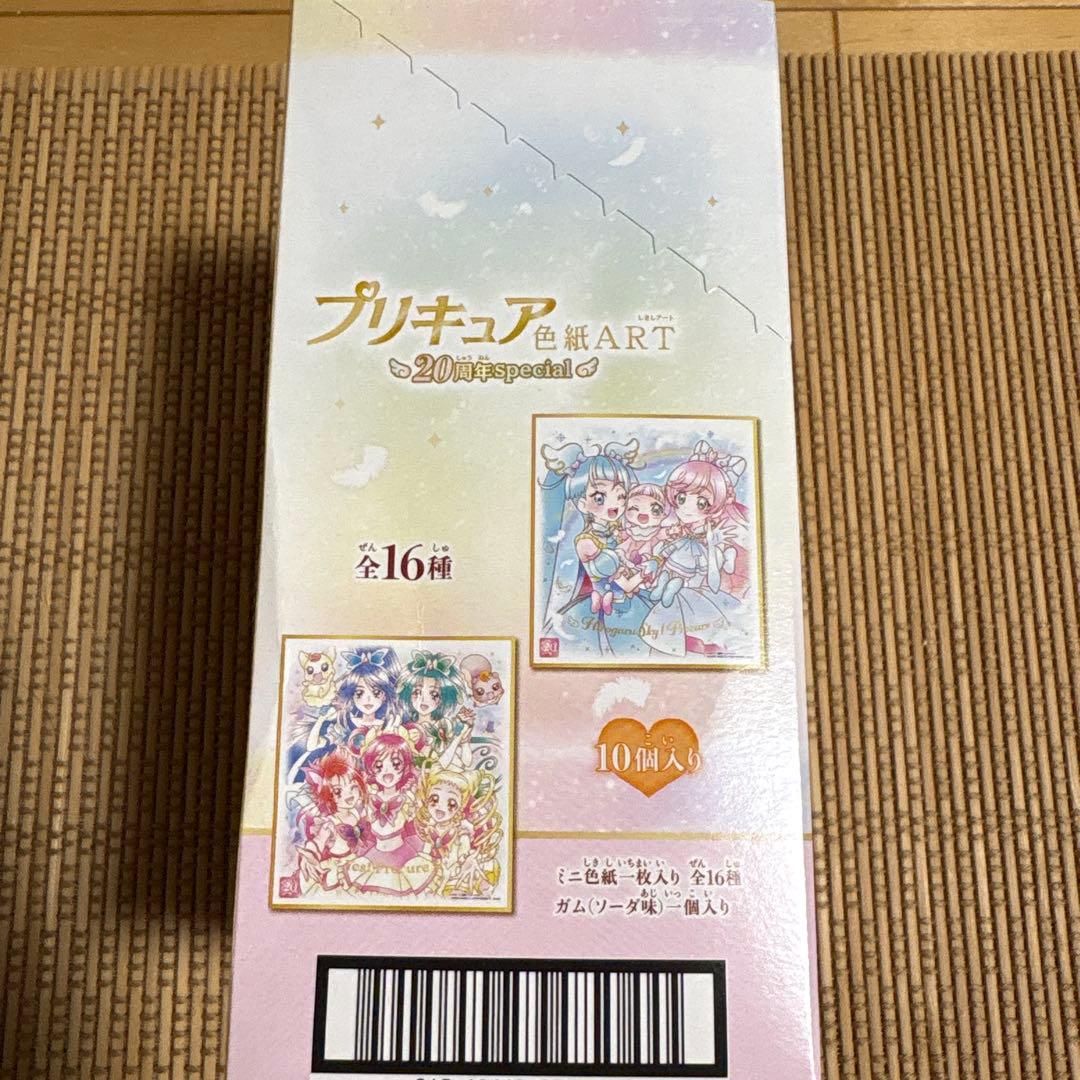 プリキュア色紙ART
しきしアート
20周年special
しゅう ねん
Hirogaru Sky! Precure
全16種
ぜん しゅ
10個入り
こ い
ミニ色紙一枚入り 全16種
しき し いちまい い ぜん しゅ
ガム(ソーダ味)一個入り
あじ いっ こ い